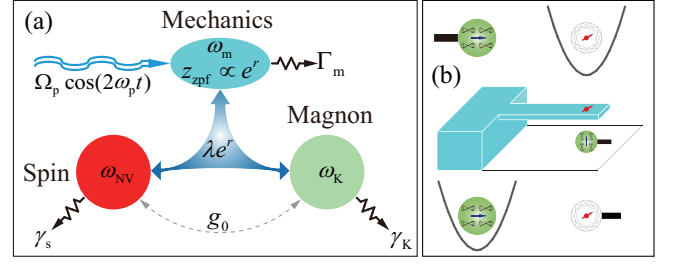 (a)
Mechanics
ω_m
z_zpf ∝ e^r
Γ_m
Ω_p cos(2ω_p t)
Magnon
λe^r
Spin
ω_NV
ω_K
g_0
γ_s
γ_K
(b)